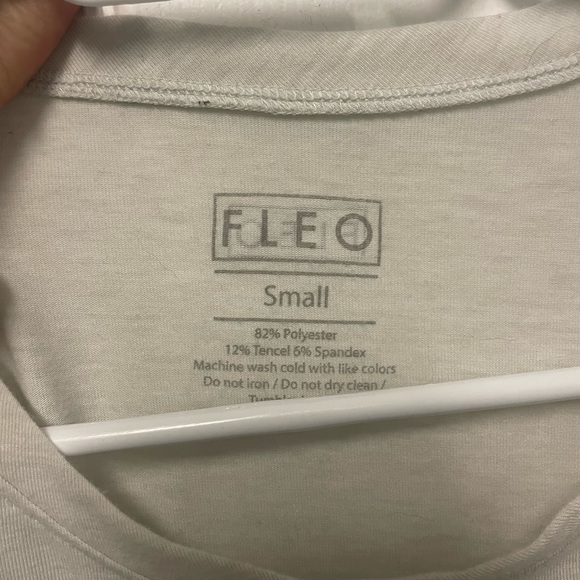 FLEO
Small
82% Polyester
12% Tencel 6% Spandex
Machine wash cold with like colors
Do not iron / Do not dry clean /